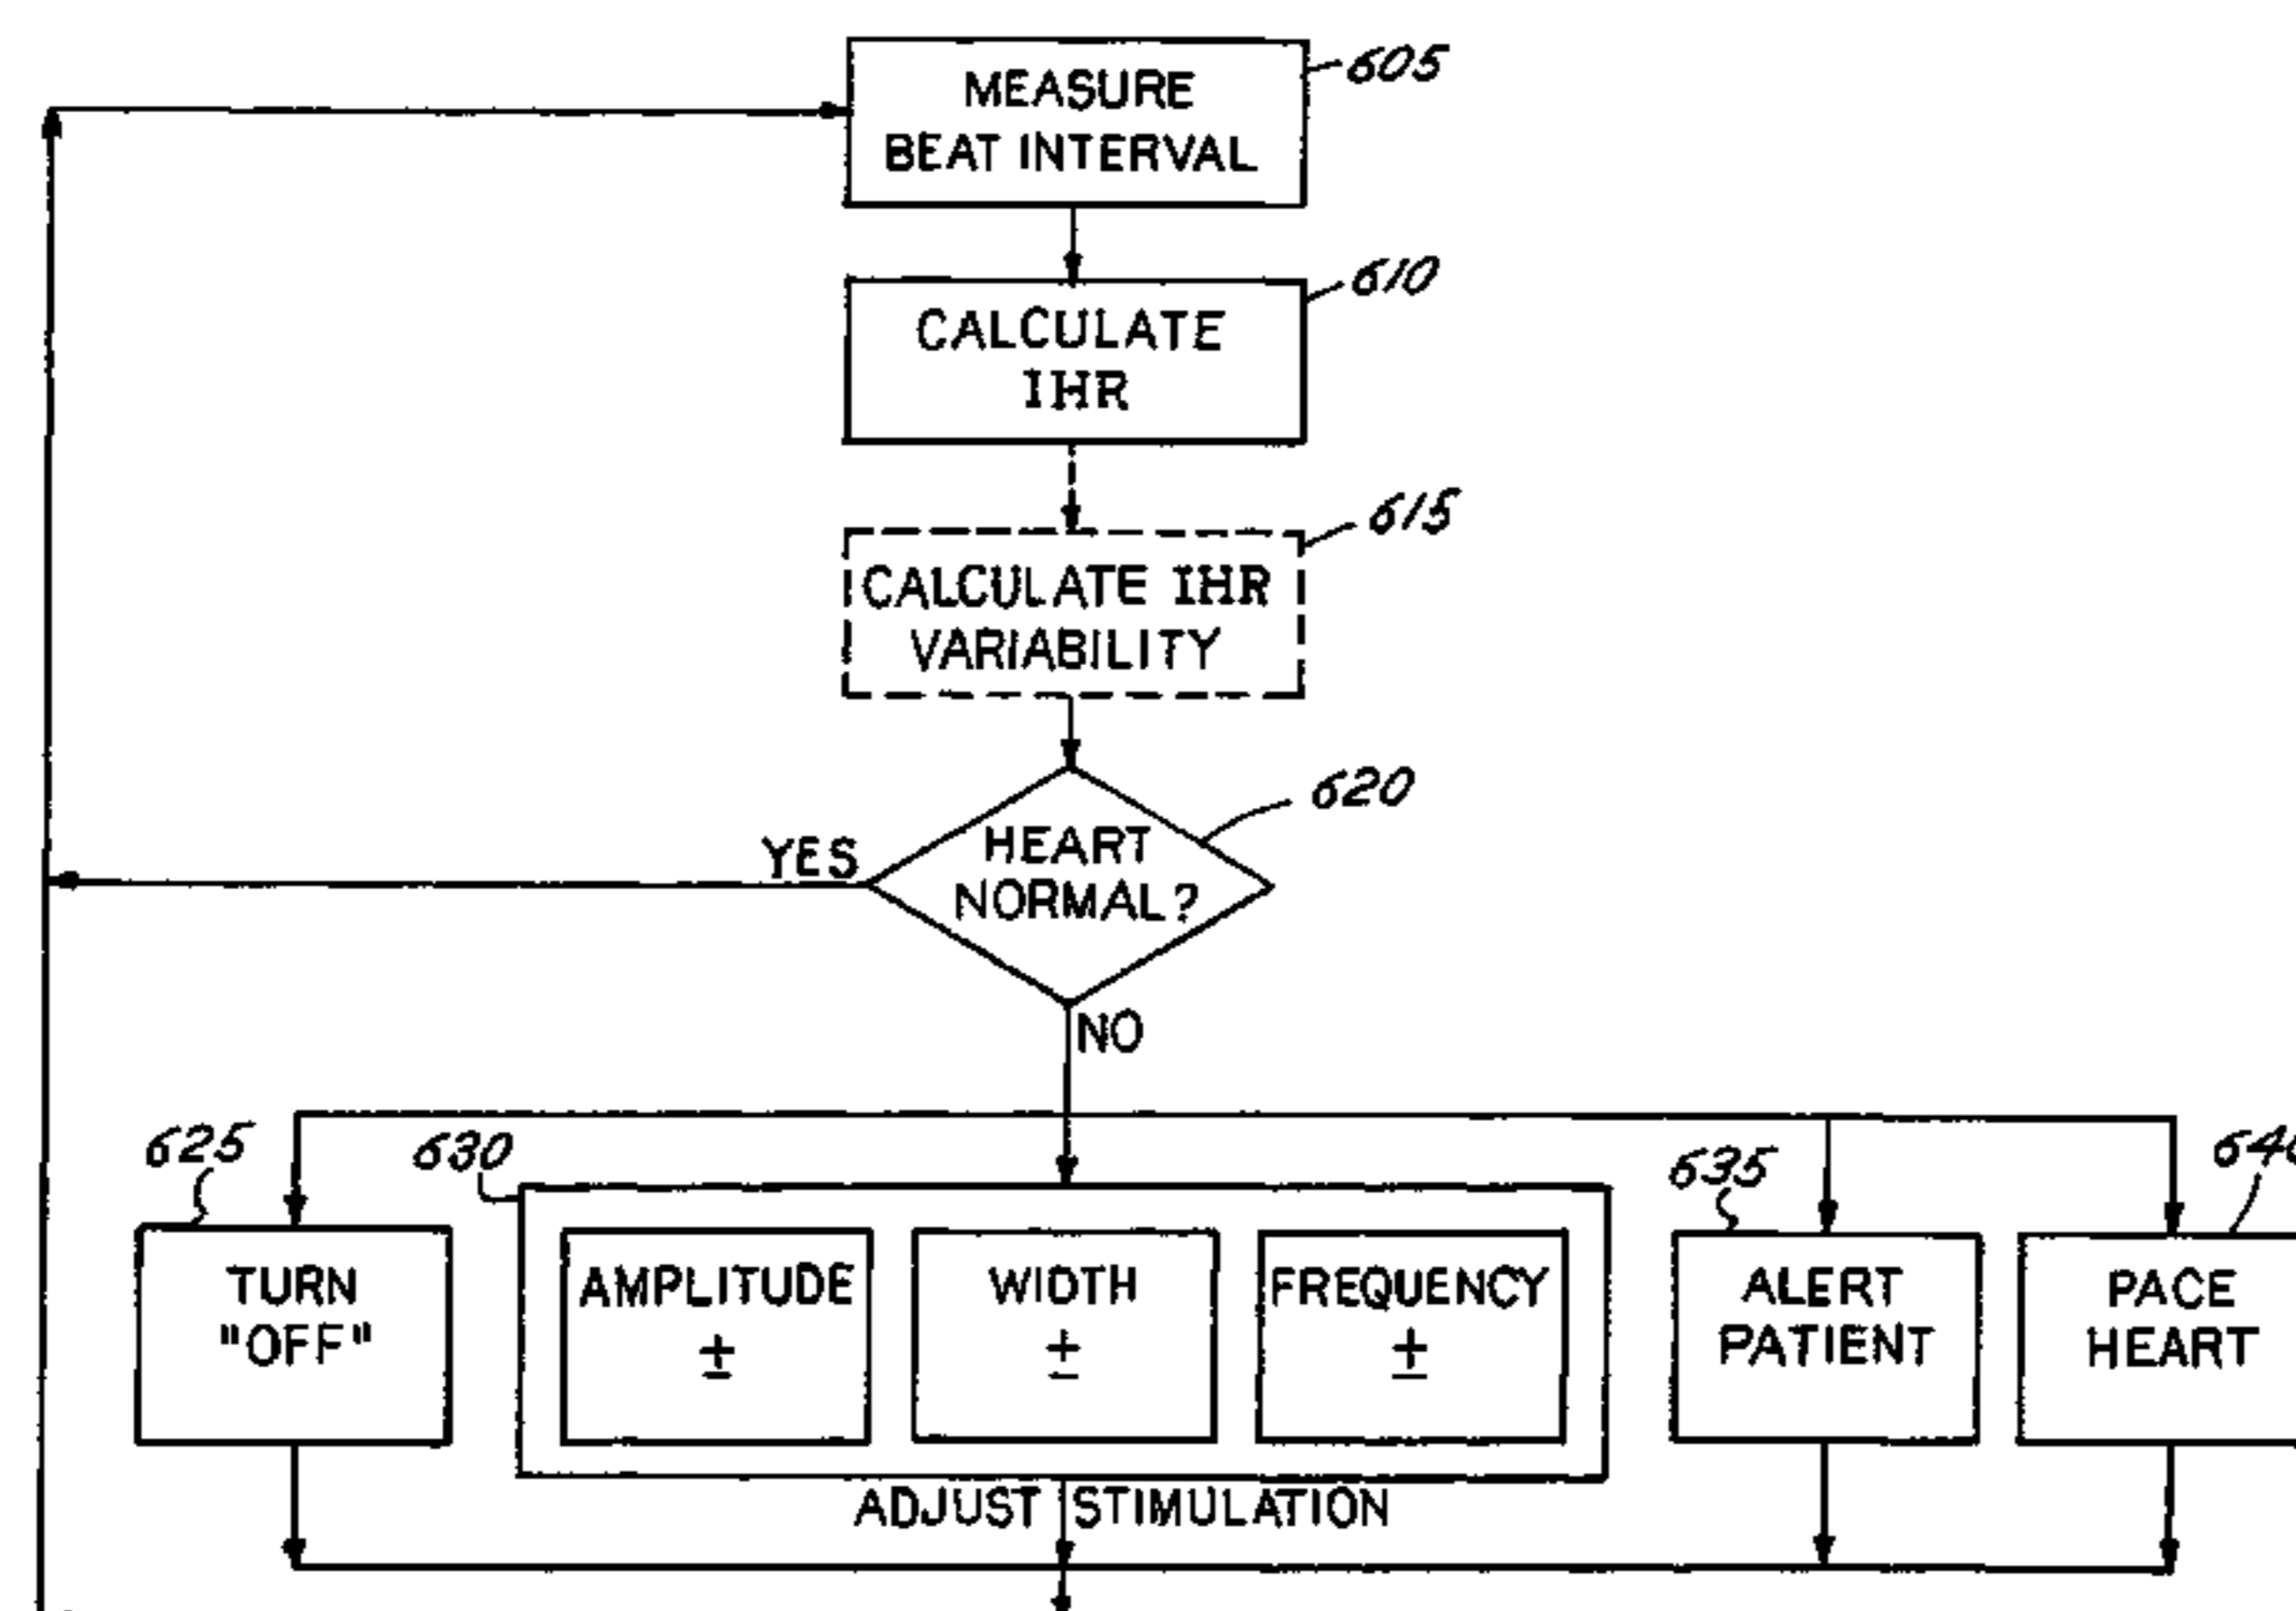 605
MEASURE
BEAT INTERVAL
610
CALCULATE
IHR
615
CALCULATE IHR
VARIABILITY
620
HEART
NORMAL?
YES
NO
625
630
635
TURN
"OFF"
AMPLITUDE
±
WIDTH
±
FREQUENCY
±
ALERT
PATIENT
PACE
HEART
ADJUST STIMULATION